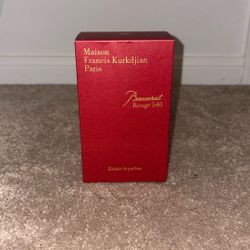 Maison
Francis Kurkdjian
Paris
Baccarat
Rouge 540
Extrait de parfum